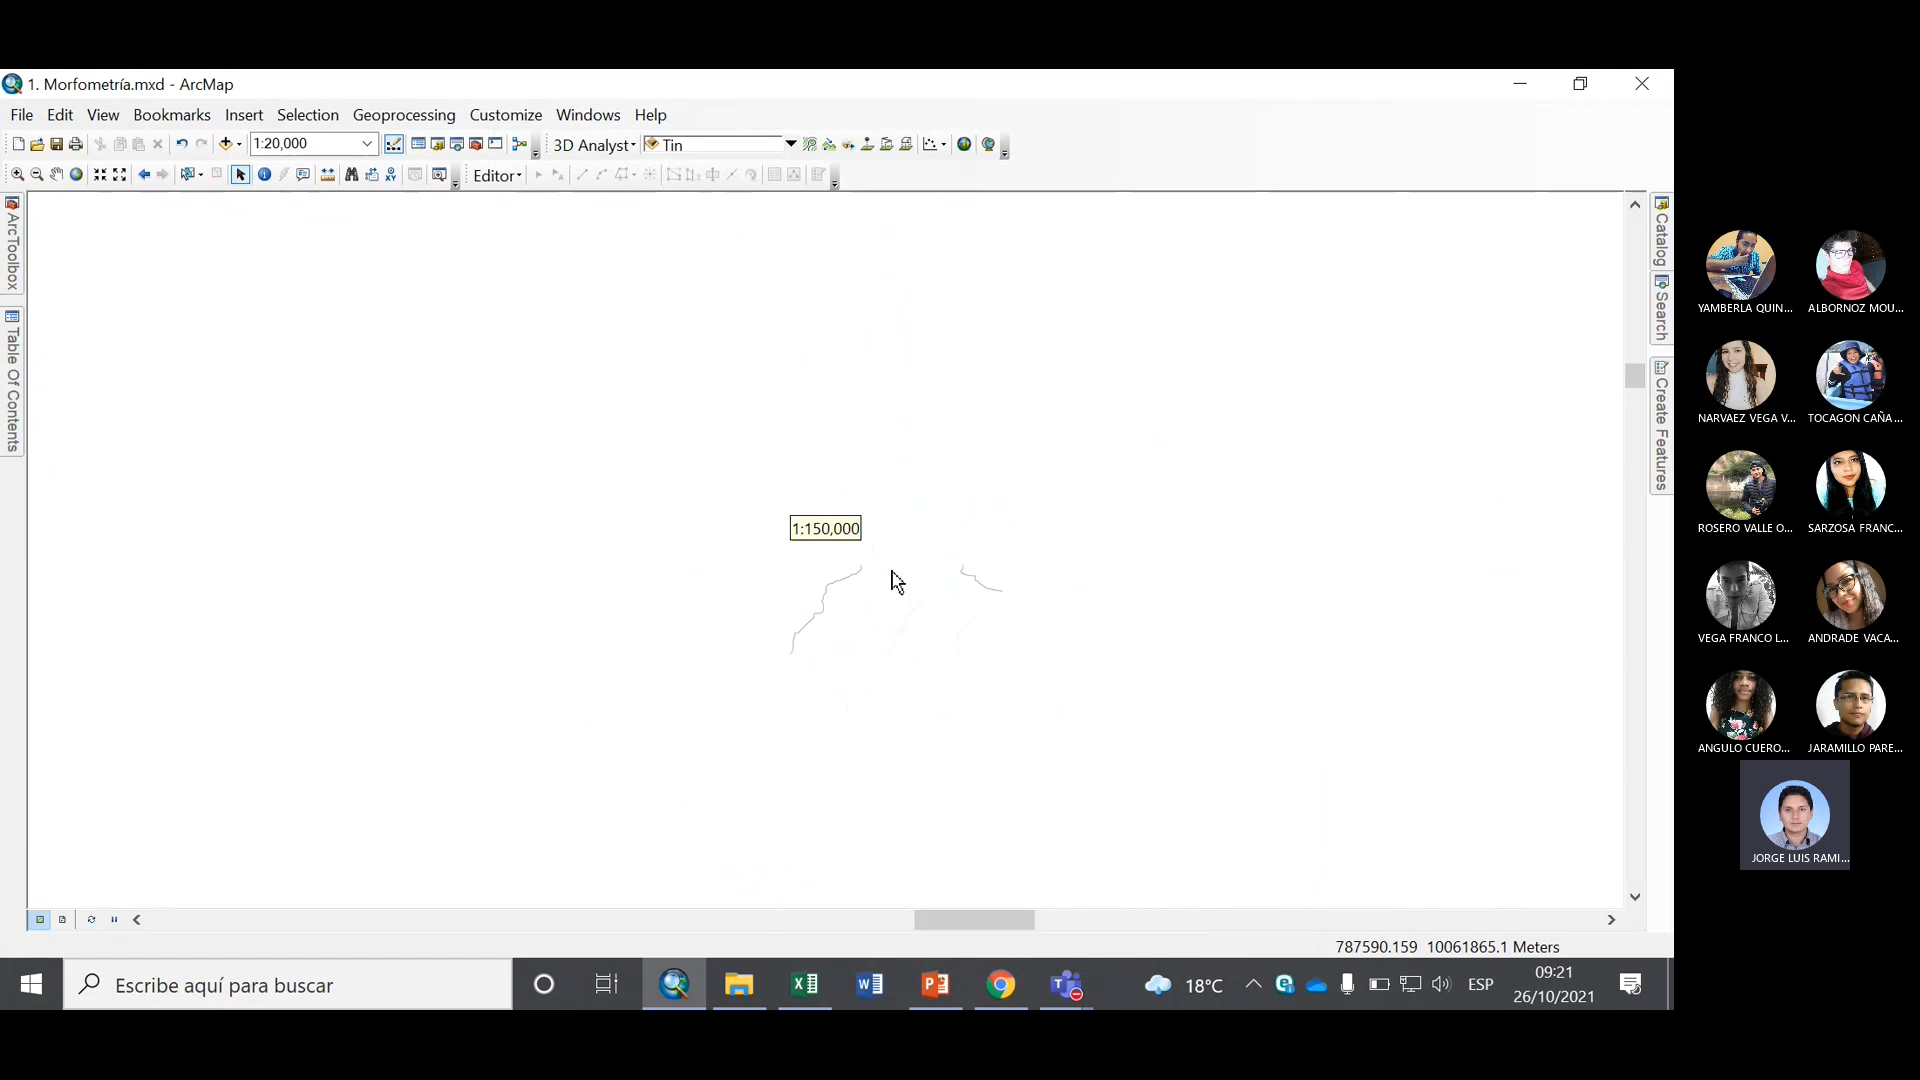 1. Morfometría.mxd - ArcMap
File Edit View Bookmarks Insert Selection Geoprocessing Customize Windows Help
1:20,000
3D Analyst
Tin
Editor
ArcToolbox
Table Of Contents
Catalog
Search
Create Features
1:150,000
787590.159 10061865.1 Meters
Escribe aquí para buscar
18°C
ESP
09:21
26/10/2021
YAMBERLA QUIN...
ALBORNOZ MOU...
NARVAEZ VEGA V...
TOCAGON CAÑA ...
ROSERO VALLE O...
SARZOSA FRANC...
VEGA FRANCO L...
ANDRADE VACA...
ANGULO CUERO...
JARAMILLO PARE...
JORGE LUIS RAMI...